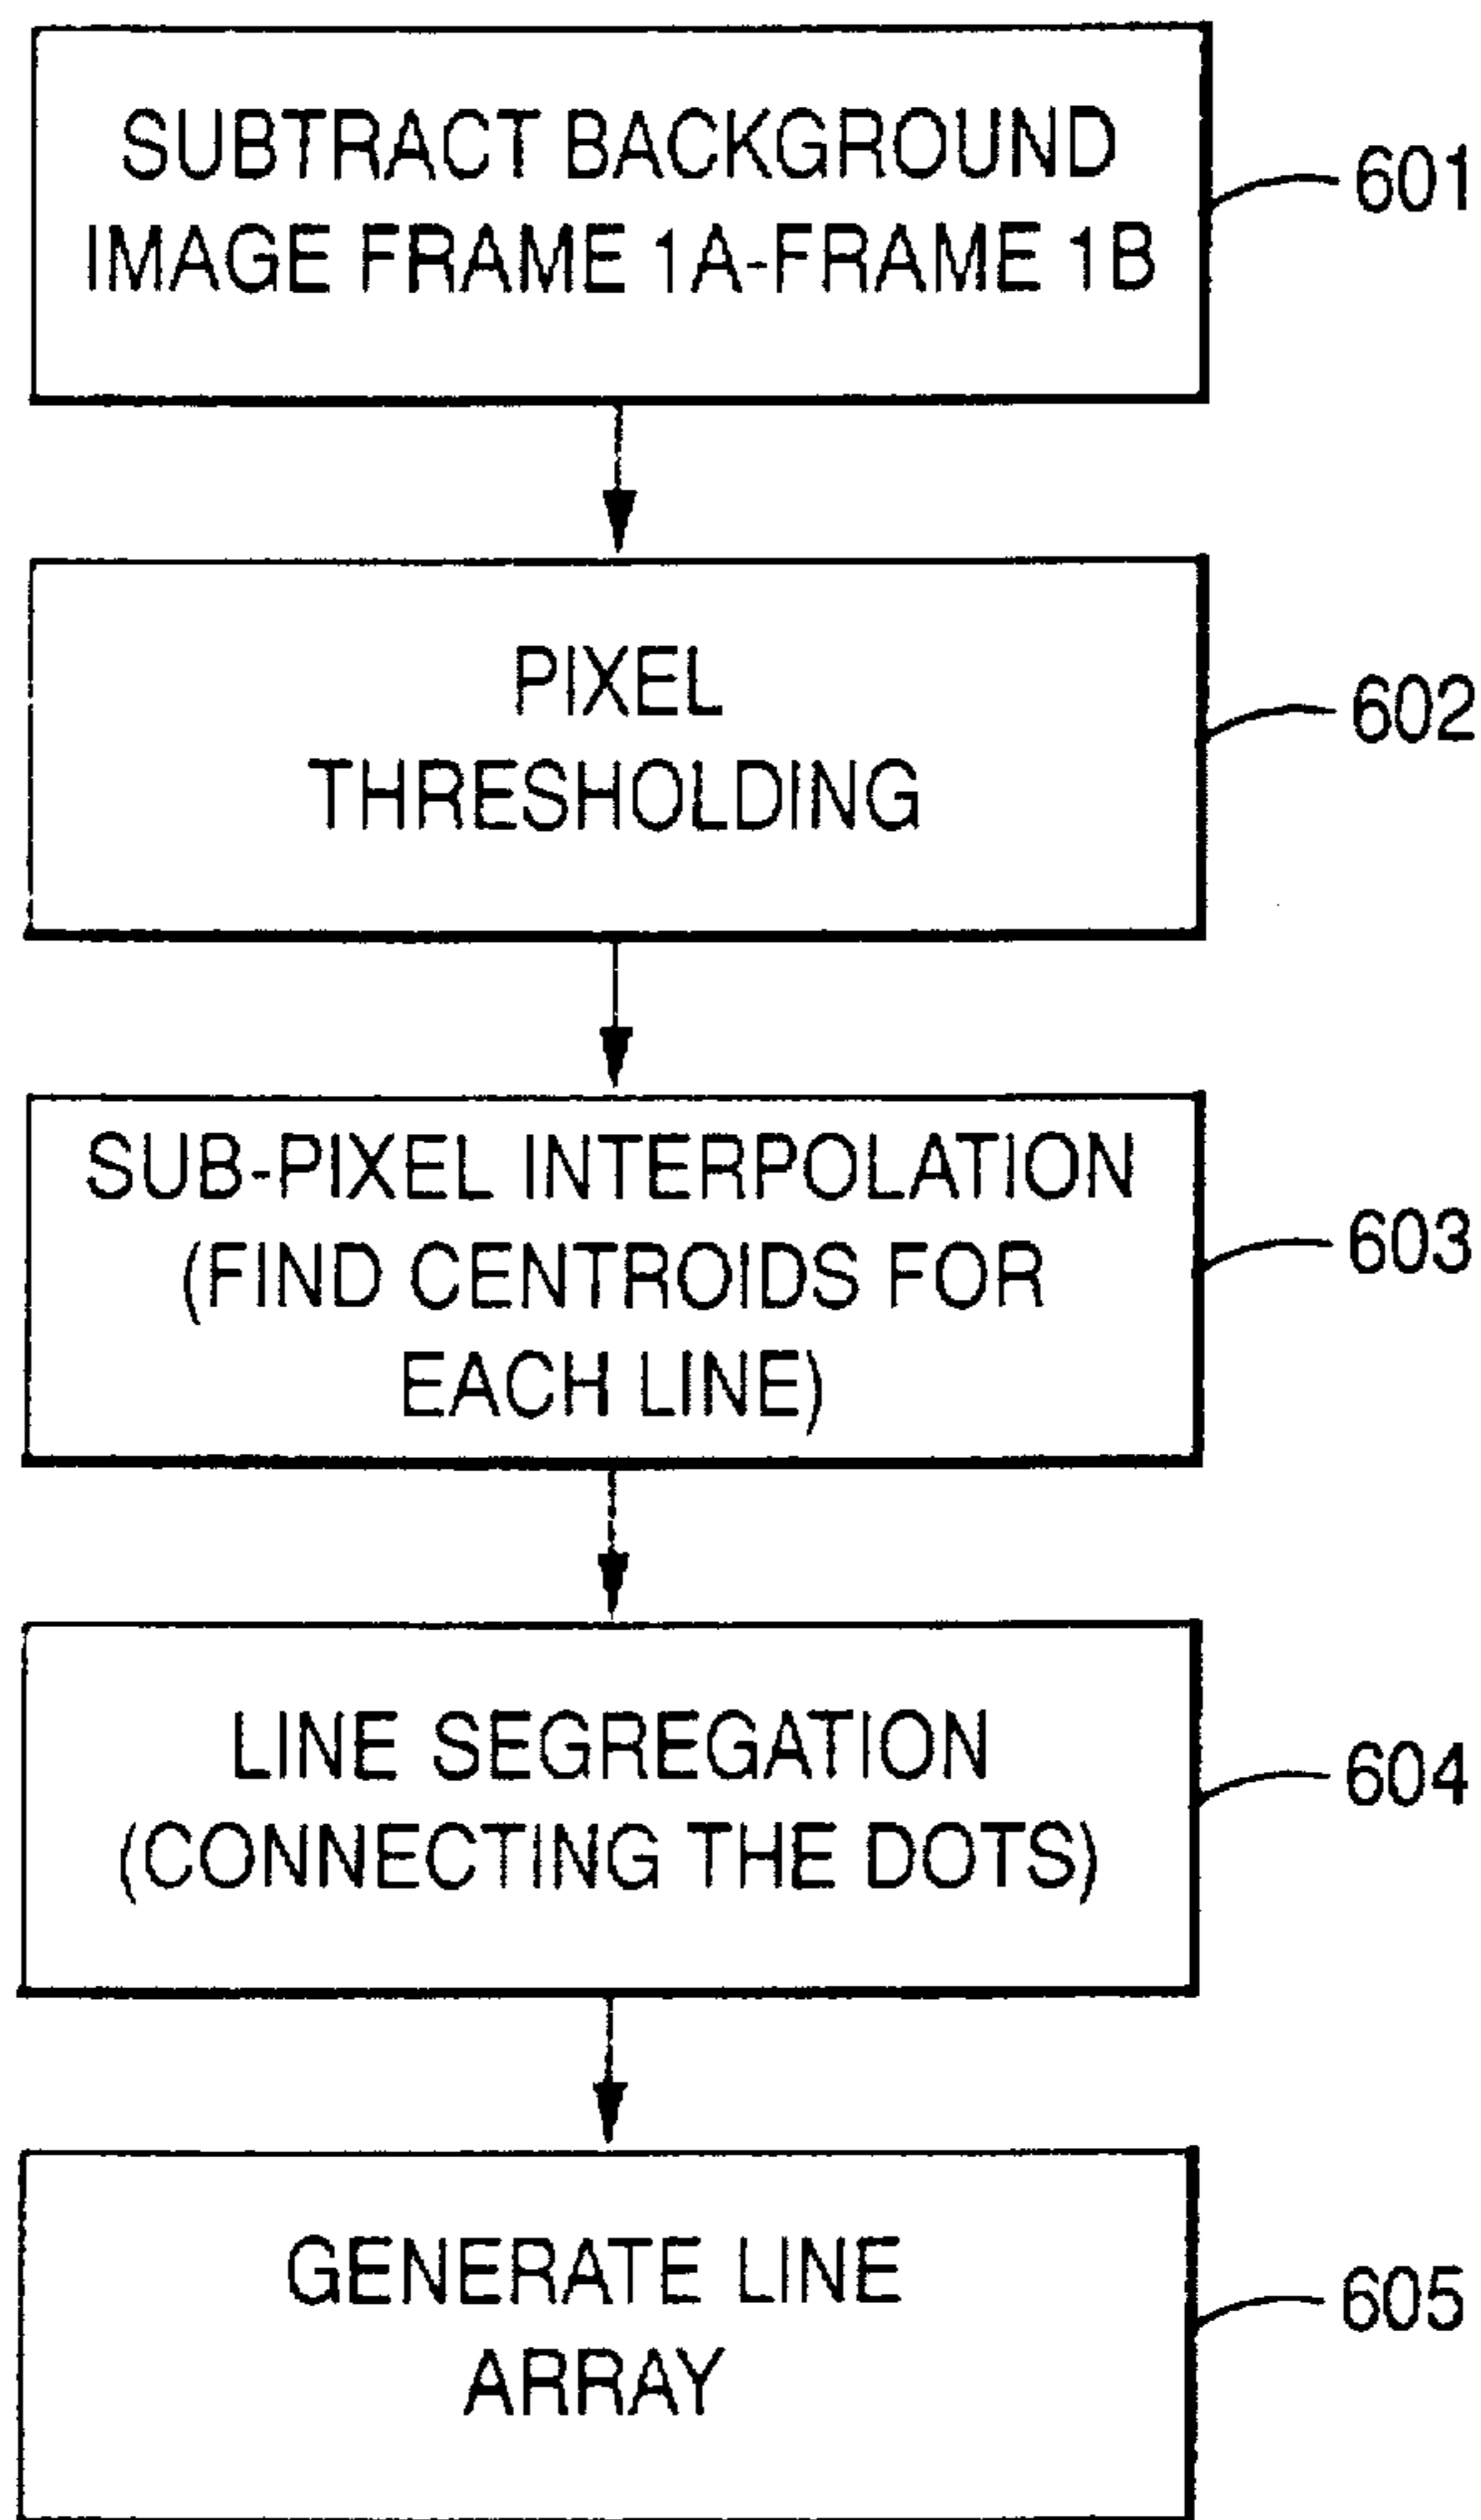 SUBTRACT BACKGROUND
IMAGE FRAME 1A-FRAME 1B
601
PIXEL
THRESHOLDING
602
SUB-PIXEL INTERPOLATION
(FIND CENTROIDS FOR
EACH LINE)
603
LINE SEGREGATION
(CONNECTING THE DOTS)
604
GENERATE LINE
ARRAY
605